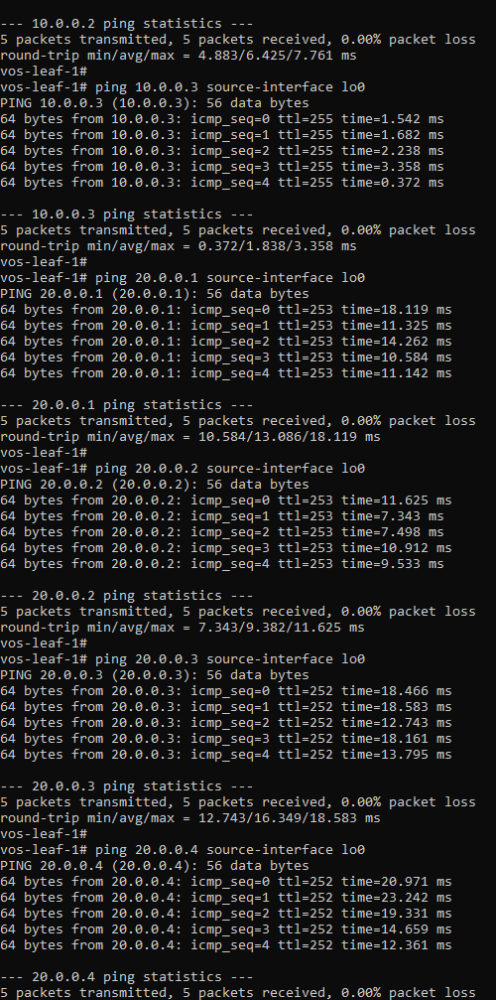 --- 10.0.0.2 ping statistics ---
5 packets transmitted, 5 packets received, 0.00% packet loss
round-trip min/avg/max = 4.883/6.425/7.761 ms
vos-leaf-1#
vos-leaf-1# ping 10.0.0.3 source-interface lo0
PING 10.0.0.3 (10.0.0.3): 56 data bytes
64 bytes from 10.0.0.3: icmp_seq=0 ttl=255 time=1.542 ms
64 bytes from 10.0.0.3: icmp_seq=1 ttl=255 time=1.682 ms
64 bytes from 10.0.0.3: icmp_seq=2 ttl=255 time=2.238 ms
64 bytes from 10.0.0.3: icmp_seq=3 ttl=255 time=3.358 ms
64 bytes from 10.0.0.3: icmp_seq=4 ttl=255 time=0.372 ms
--- 10.0.0.3 ping statistics ---
5 packets transmitted, 5 packets received, 0.00% packet loss
round-trip min/avg/max = 0.372/1.838/3.358 ms
vos-leaf-1#
vos-leaf-1# ping 20.0.0.1 source-interface lo0
PING 20.0.0.1 (20.0.0.1): 56 data bytes
64 bytes from 20.0.0.1: icmp_seq=0 ttl=253 time=18.119 ms
64 bytes from 20.0.0.1: icmp_seq=1 ttl=253 time=11.325 ms
64 bytes from 20.0.0.1: icmp_seq=2 ttl=253 time=14.262 ms
64 bytes from 20.0.0.1: icmp_seq=3 ttl=253 time=10.584 ms
64 bytes from 20.0.0.1: icmp_seq=4 ttl=253 time=11.142 ms
--- 20.0.0.1 ping statistics ---
5 packets transmitted, 5 packets received, 0.00% packet loss
round-trip min/avg/max = 10.584/13.086/18.119 ms
vos-leaf-1#
vos-leaf-1# ping 20.0.0.2 source-interface lo0
PING 20.0.0.2 (20.0.0.2): 56 data bytes
64 bytes from 20.0.0.2: icmp_seq=0 ttl=253 time=11.625 ms
64 bytes from 20.0.0.2: icmp_seq=1 ttl=253 time=7.343 ms
64 bytes from 20.0.0.2: icmp_seq=2 ttl=253 time=7.498 ms
64 bytes from 20.0.0.2: icmp_seq=3 ttl=253 time=10.912 ms
64 bytes from 20.0.0.2: icmp_seq=4 ttl=253 time=9.533 ms
--- 20.0.0.2 ping statistics ---
5 packets transmitted, 5 packets received, 0.00% packet loss
round-trip min/avg/max = 7.343/9.382/11.625 ms
vos-leaf-1#
vos-leaf-1# ping 20.0.0.3 source-interface lo0
PING 20.0.0.3 (20.0.0.3): 56 data bytes
64 bytes from 20.0.0.3: icmp_seq=0 ttl=252 time=18.466 ms
64 bytes from 20.0.0.3: icmp_seq=1 ttl=252 time=18.583 ms
64 bytes from 20.0.0.3: icmp_seq=2 ttl=252 time=12.743 ms
64 bytes from 20.0.0.3: icmp_seq=3 ttl=252 time=18.161 ms
64 bytes from 20.0.0.3: icmp_seq=4 ttl=252 time=13.795 ms
--- 20.0.0.3 ping statistics ---
5 packets transmitted, 5 packets received, 0.00% packet loss
round-trip min/avg/max = 12.743/16.349/18.583 ms
vos-leaf-1#
vos-leaf-1# ping 20.0.0.4 source-interface lo0
PING 20.0.0.4 (20.0.0.4): 56 data bytes
64 bytes from 20.0.0.4: icmp_seq=0 ttl=252 time=20.971 ms
64 bytes from 20.0.0.4: icmp_seq=1 ttl=252 time=23.242 ms
64 bytes from 20.0.0.4: icmp_seq=2 ttl=252 time=19.331 ms
64 bytes from 20.0.0.4: icmp_seq=3 ttl=252 time=14.659 ms
64 bytes from 20.0.0.4: icmp_seq=4 ttl=252 time=12.361 ms
--- 20.0.0.4 ping statistics ---
5 packets transmitted, 5 packets received, 0.00% packet loss